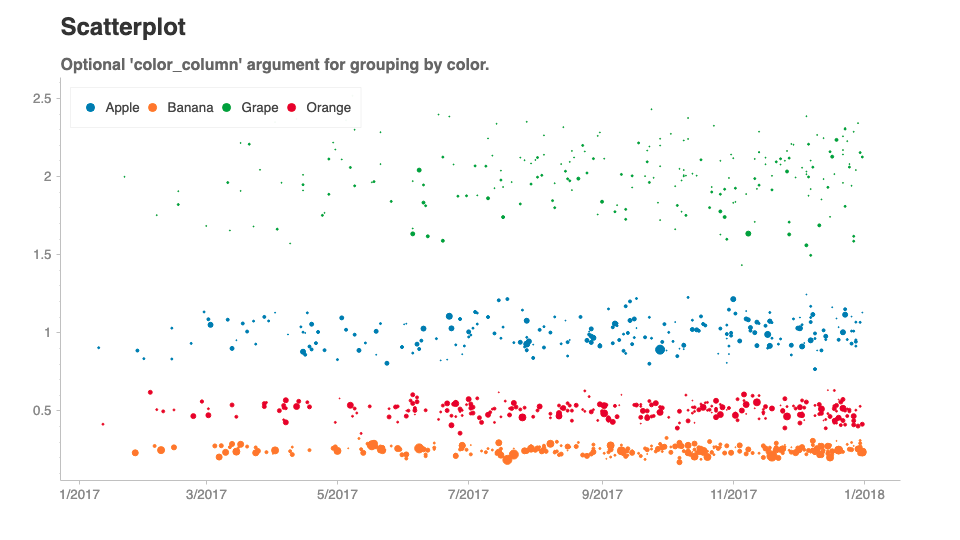 Scatterplot
Optional 'color_column' argument for grouping by color.
Apple Banana Grape Orange
2.5
2
1.5
1
0.5
1/2017 3/2017 5/2017 7/2017 9/2017 11/2017 1/2018